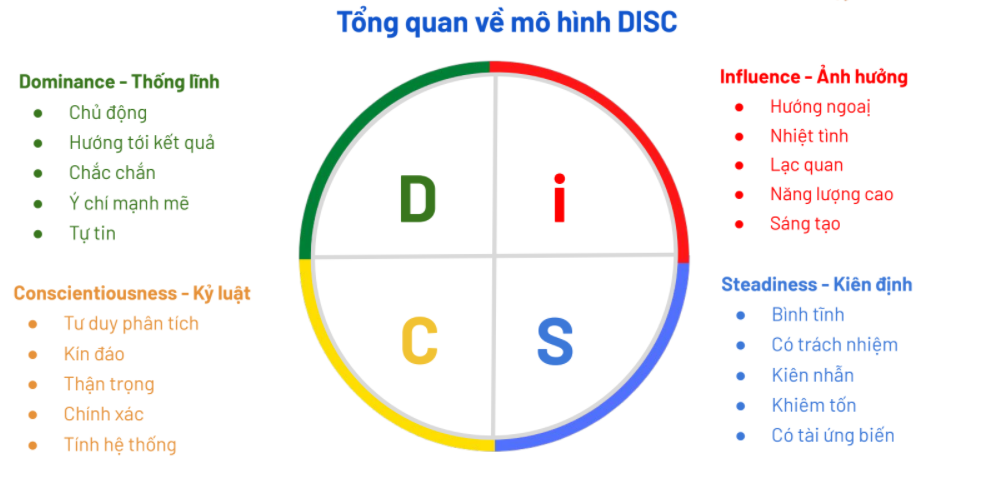 Tổng quan về mô hình DISC
Dominance - Thống lĩnh
● Chủ động
● Hướng tới kết quả
● Chắc chắn
● Ý chí mạnh mẽ
● Tự tin
Influence - Ảnh hưởng
● Hướng ngoaị
● Nhiệt tình
● Lạc quan
● Năng lượng cao
● Sáng tạo
D
i
C
S
Conscientiousness - Kỷ luật
● Tư duy phân tích
● Kín đáo
● Thận trọng
● Chính xác
● Tính hệ thống
Steadiness - Kiên định
● Bình tĩnh
● Có trách nhiệm
● Kiên nhẫn
● Khiêm tốn
● Có tài ứng biến